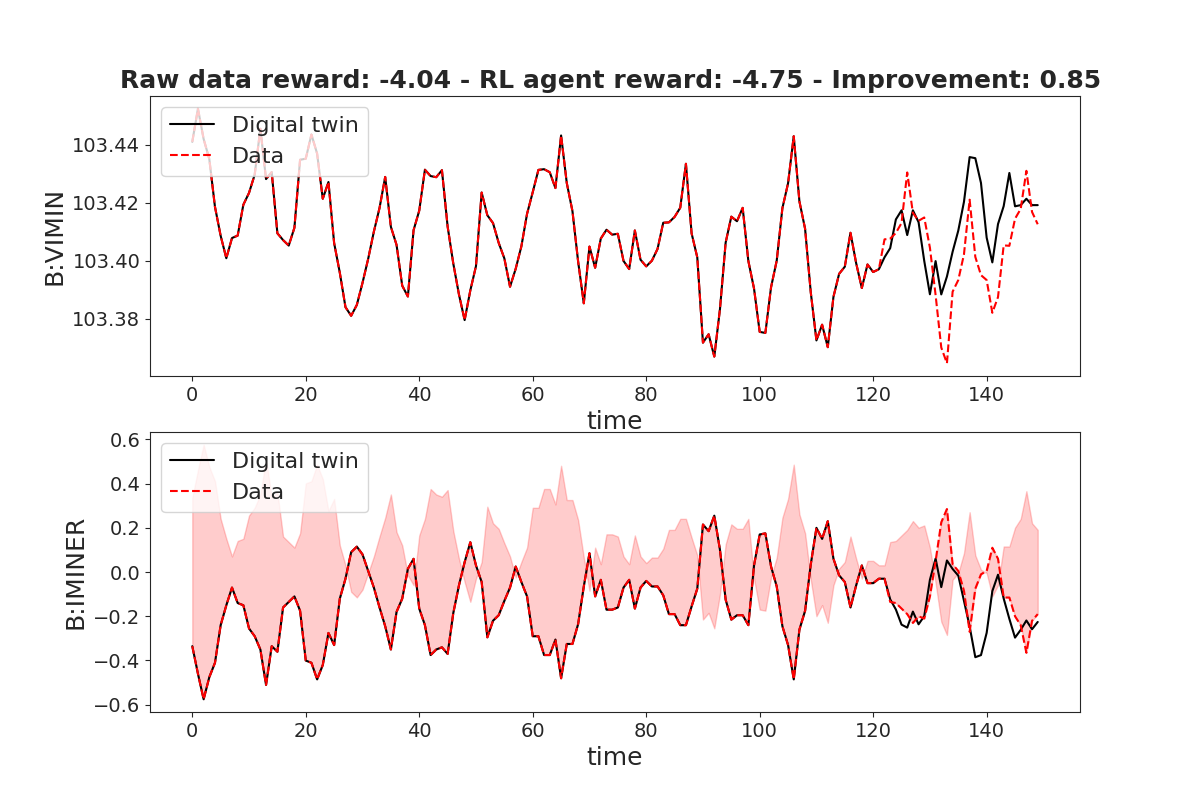 Raw data reward: -4.04 - RL agent reward: -4.75 - Improvement: 0.85
Digital twin
Data
103.44
103.42
103.40
103.38
B:VIMIN
0 20 40 60 80 100 120 140
time
Digital twin
Data
0.6
0.4
0.2
0.0
−0.2
−0.4
−0.6
B:IMINER
0 20 40 60 80 100 120 140
time